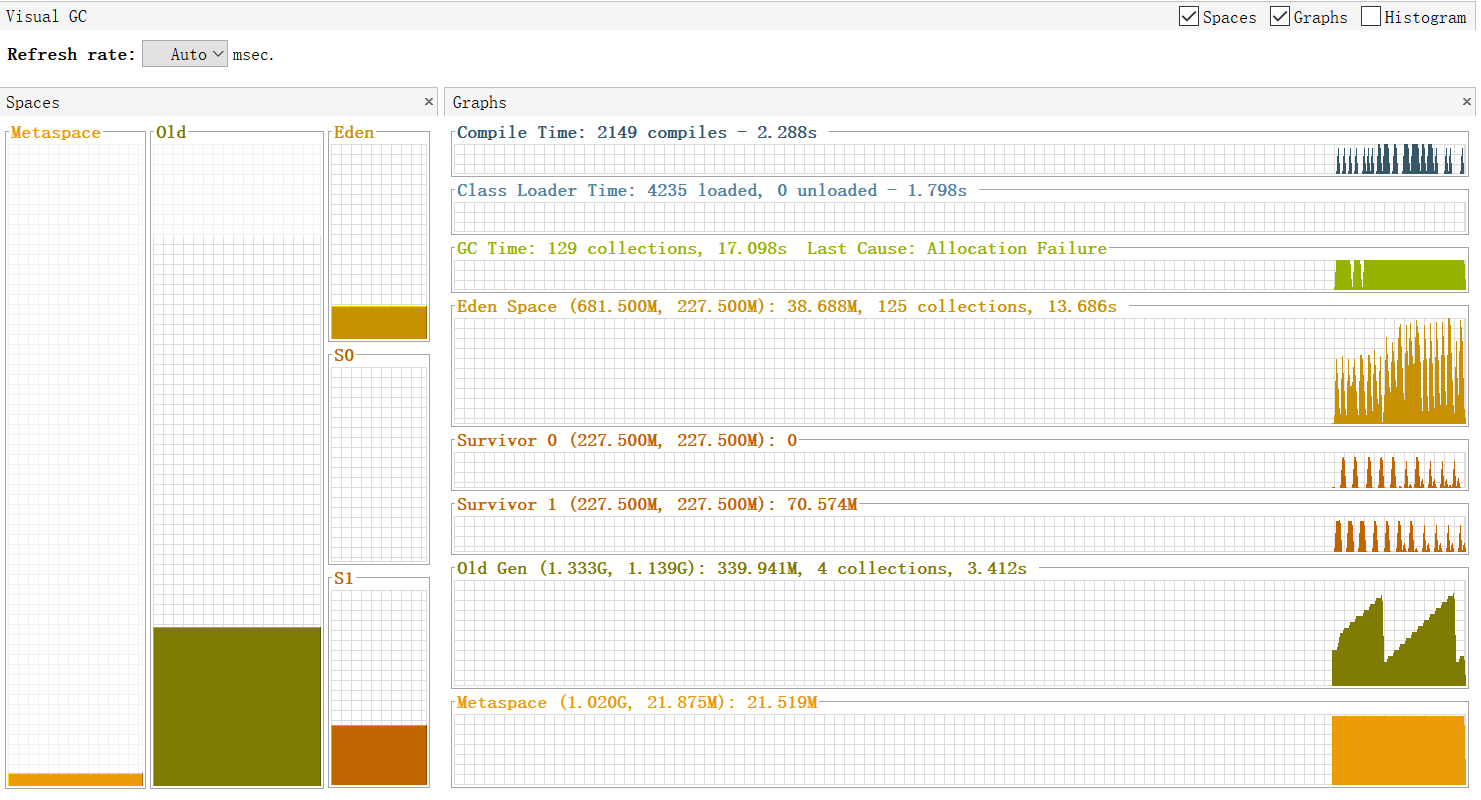 Visual GC
Spaces Graphs Histogram
Refresh rate: Auto msec.
Spaces ×
Graphs ×
Metaspace
Old
Eden
S0
S1
Compile Time: 2149 compiles - 2.288s
Class Loader Time: 4235 loaded, 0 unloaded - 1.798s
GC Time: 129 collections, 17.098s Last Cause: Allocation Failure
Eden Space (681.500M, 227.500M): 38.688M, 125 collections, 13.686s
Survivor 0 (227.500M, 227.500M): 0
Survivor 1 (227.500M, 227.500M): 70.574M
Old Gen (1.333G, 1.139G): 339.941M, 4 collections, 3.412s
Metaspace (1.020G, 21.875M): 21.519M